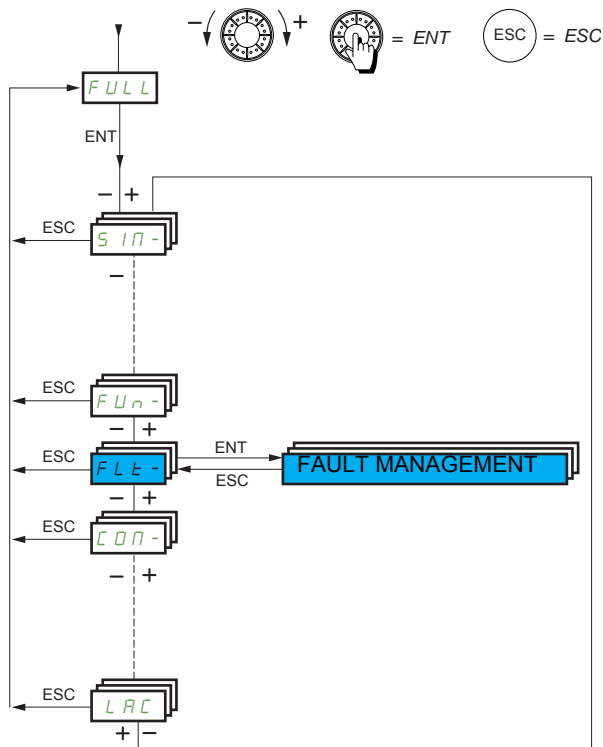 – + = ENT ESC = ESC
FULL
ENT
– +
ESC SIM-
–
ESC FUn-
– +
ESC FLt- ENT FAULT MANAGEMENT
ESC
– +
ESC COM-
– +
ESC LAC
+ –